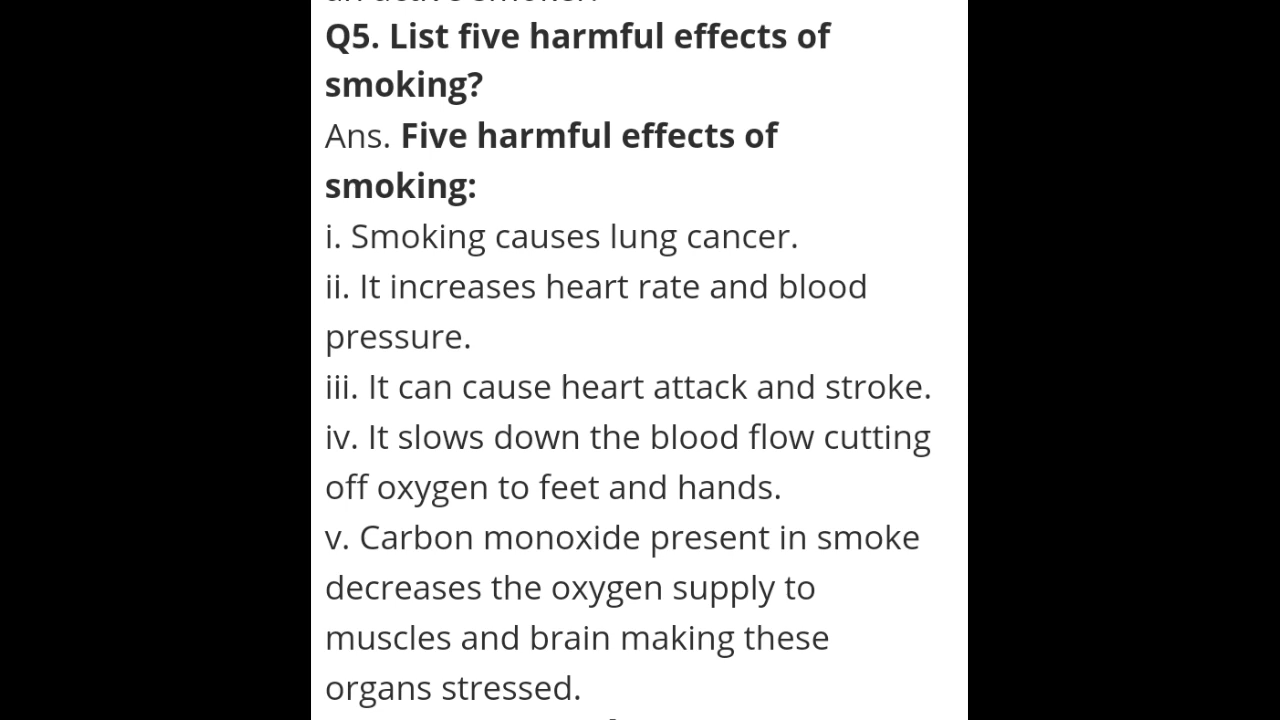 an active smoker.
Q5. List five harmful effects of
smoking?
Ans. Five harmful effects of
smoking:
i. Smoking causes lung cancer.
ii. It increases heart rate and blood
pressure.
iii. It can cause heart attack and stroke.
iv. It slows down the blood flow cutting
off oxygen to feet and hands.
v. Carbon monoxide present in smoke
decreases the oxygen supply to
muscles and brain making these
organs stressed.